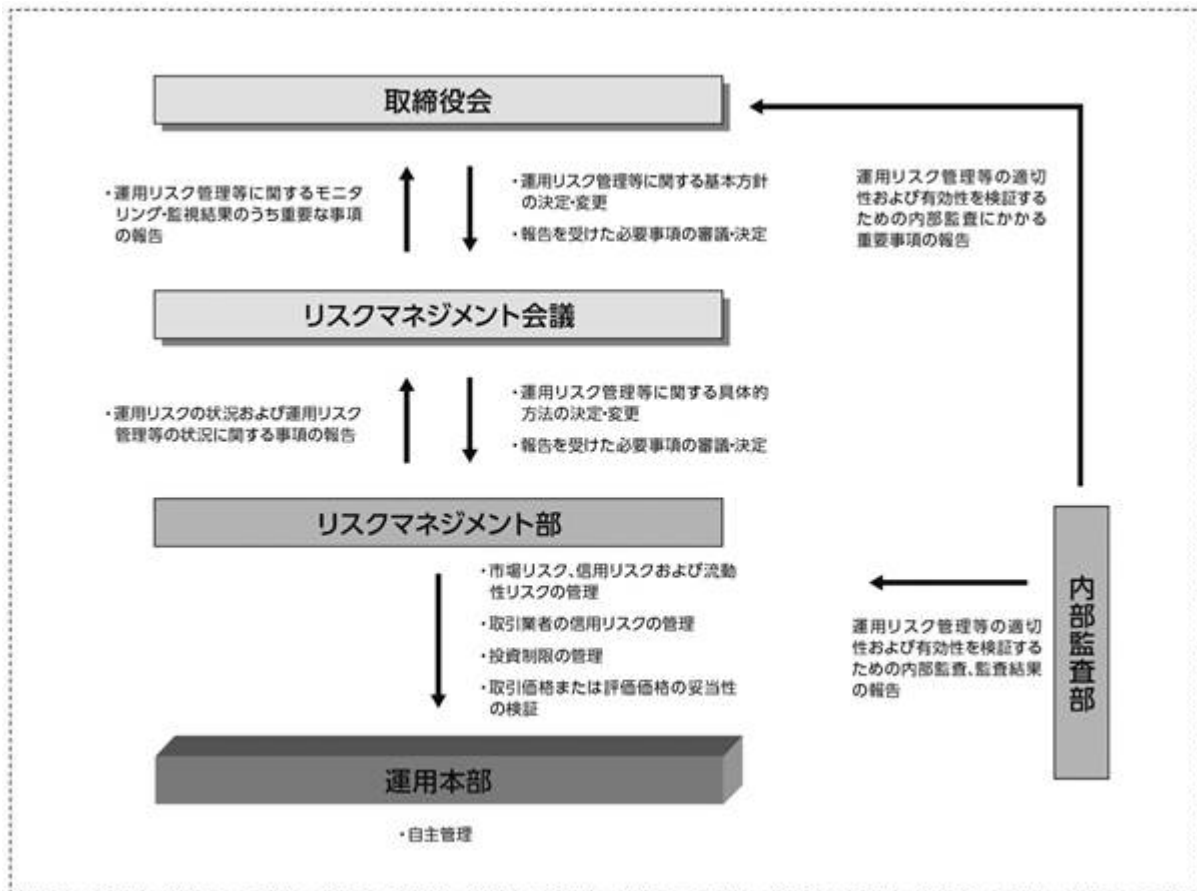 取締役会
・運用リスク管理等に関するモニタ
リング・監視結果のうち重要な事項
の報告
・運用リスク管理等に関する基本方針
の決定・変更
・報告を受けた必要事項の審議・決定
運用リスク管理等の適切
性および有効性を検証する
ための内部監査にかかる
重要事項の報告
リスクマネジメント会議
・運用リスクの状況および運用リスク
管理等の状況に関する事項の報告
・運用リスク管理等に関する具体的
方法の決定・変更
・報告を受けた必要事項の審議・決定
リスクマネジメント部
・市場リスク、信用リスクおよび流動
性リスクの管理
・取引業者の信用リスクの管理
・投資制限の管理
・取引価格または評価価格の妥当性
の検証
運用リスク管理等の適切
性および有効性を検証する
ための内部監査、監査結果
の報告
内部監査部
運用本部
・自主管理